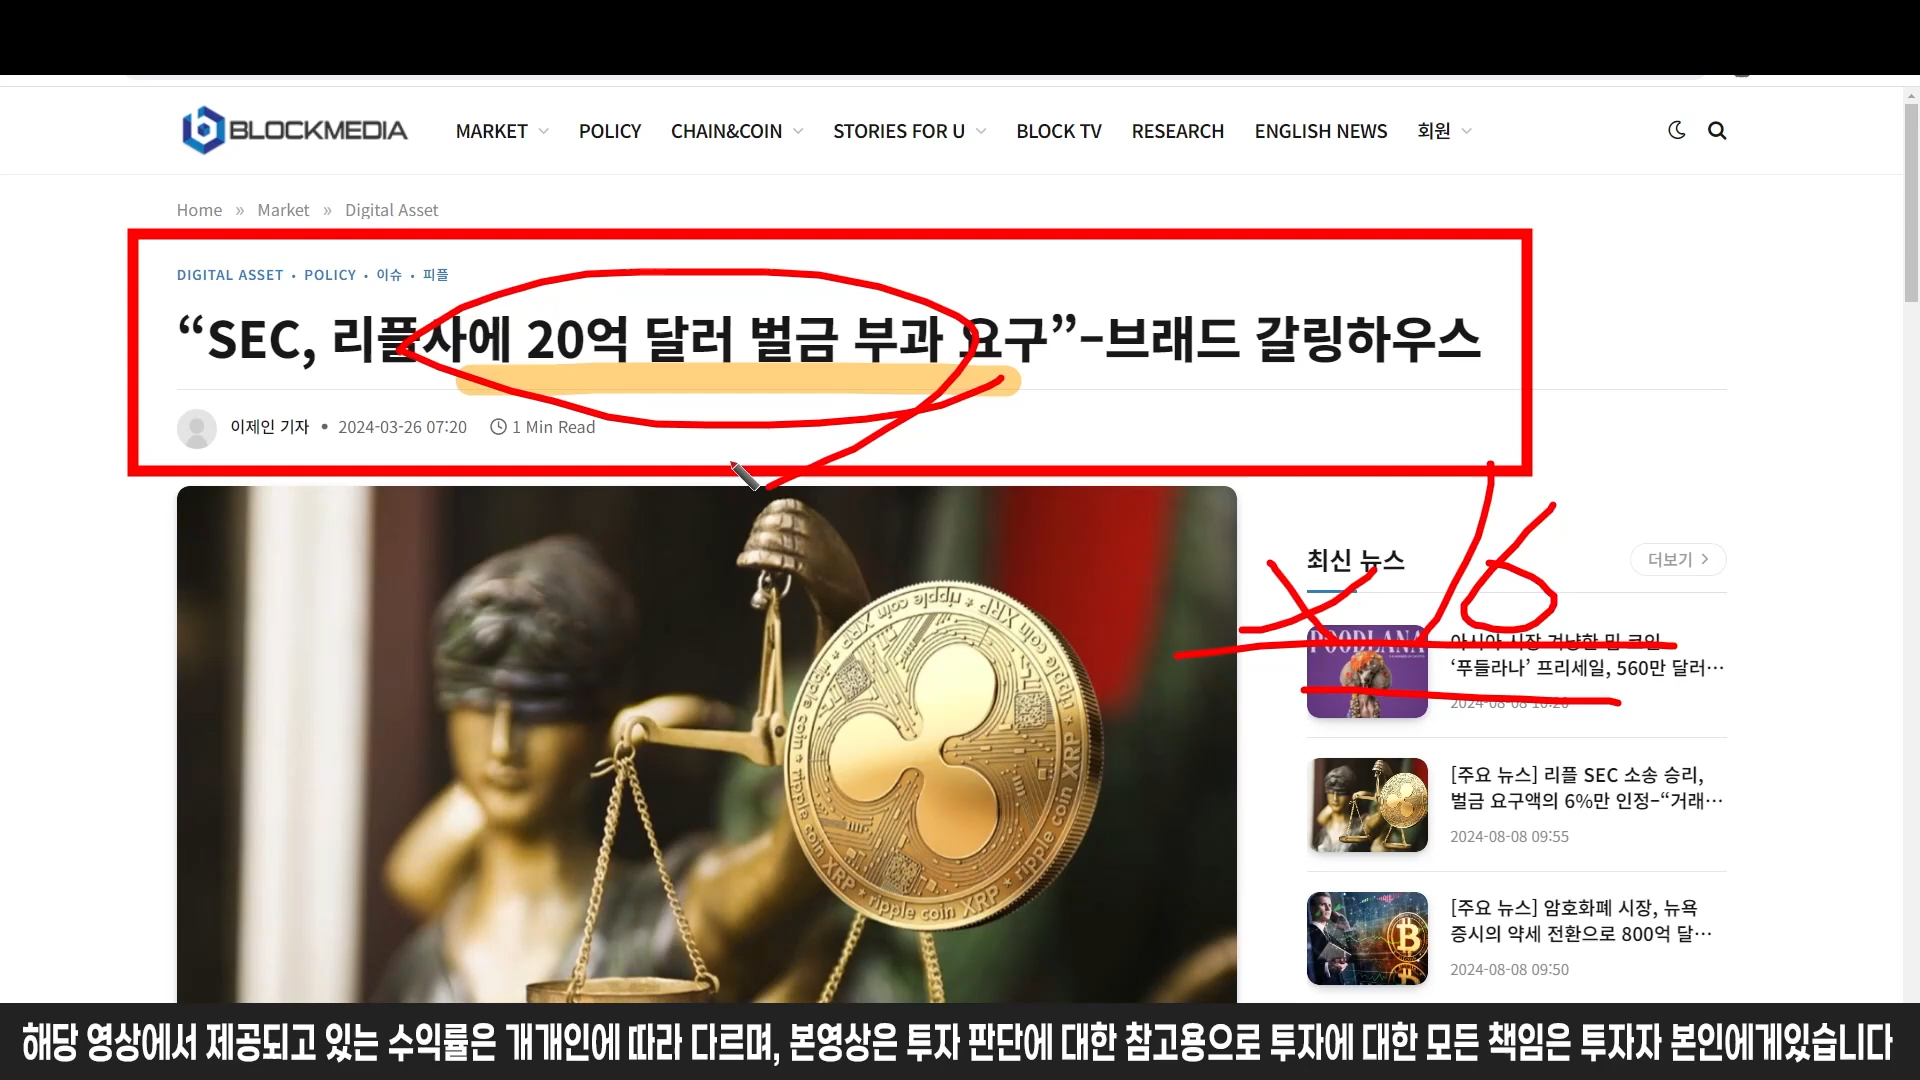 BLOCKMEDIA
MARKET
POLICY
CHAIN&COIN
STORIES FOR U
BLOCK TV
RESEARCH
ENGLISH NEWS
회원
Home » Market » Digital Asset
DIGITAL ASSET • POLICY • 이슈 • 피플
“SEC, 리플사에 20억 달러 벌금 부과 요구”–브래드 갈링하우스
이제인 기자 • 2024-03-26 07:20 1 Min Read
최신 뉴스
더보기
POODLANA
아시아 시장 겨냥한 밈 코인
‘푸들라나’ 프리세일, 560만 달러…
2024-08-08 10:20
[주요 뉴스] 리플 SEC 소송 승리,
벌금 요구액의 6%만 인정–“거래…
2024-08-08 09:55
[주요 뉴스] 암호화폐 시장, 뉴욕
증시의 약세 전환으로 800억 달…
2024-08-08 09:50
ripple coin XRP
해당 영상에서 제공되고 있는 수익률은 개개인에 따라 다르며, 본영상은 투자 판단에 대한 참고용으로 투자에 대한 모든 책임은 투자자 본인에게있습니다